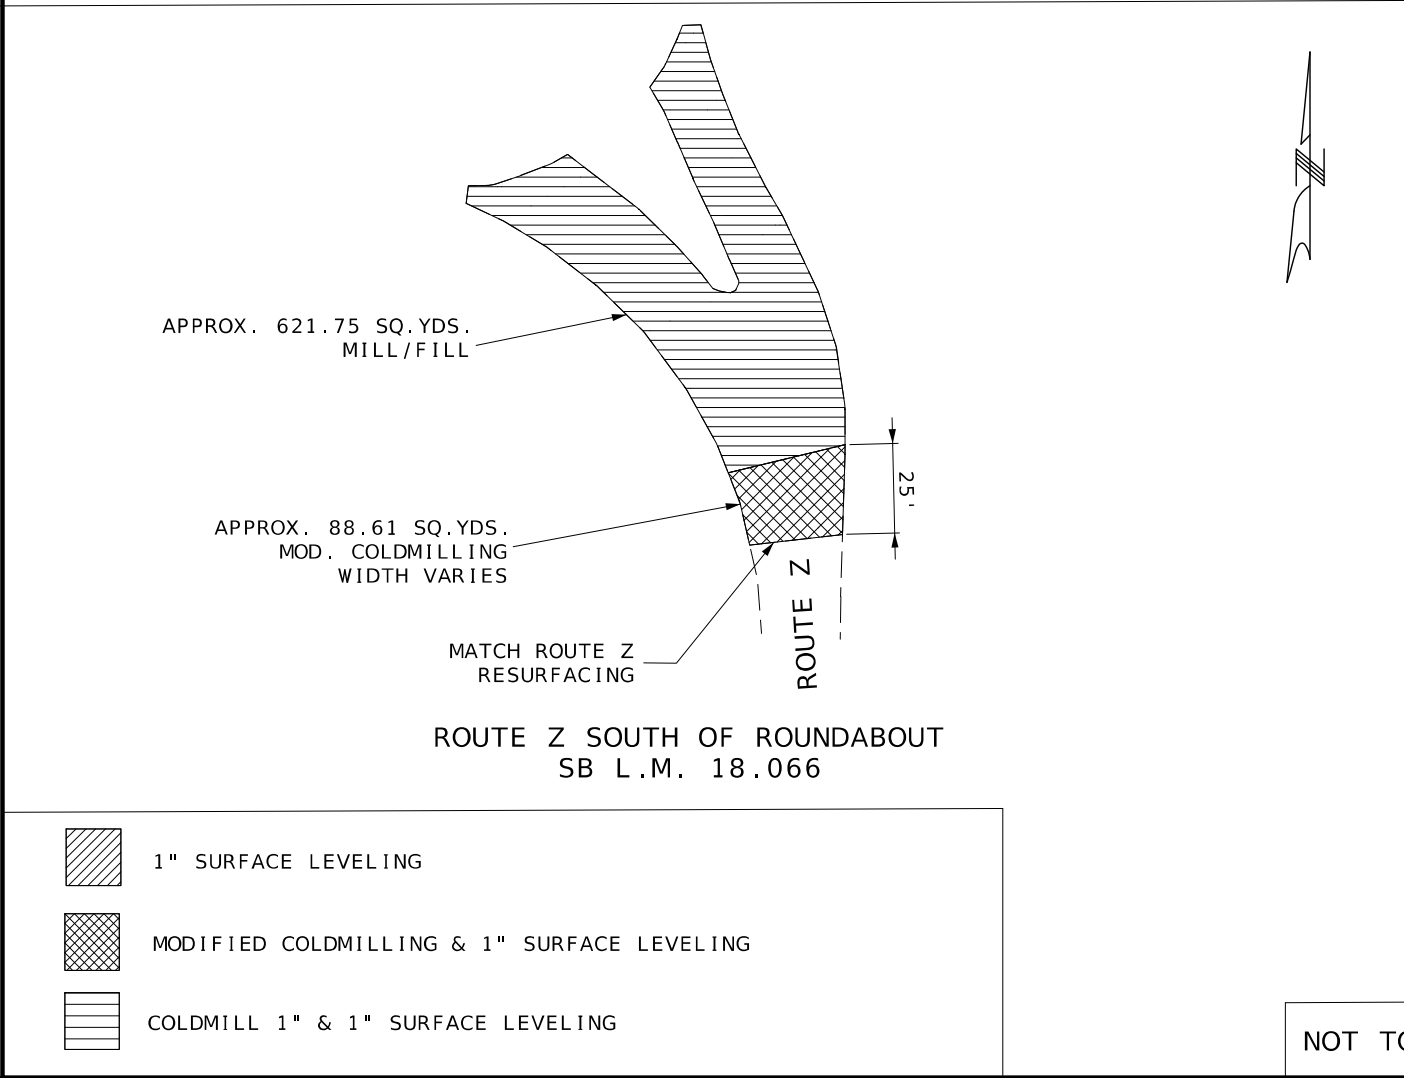 N
APPROX. 621.75 SQ.YDS.
MILL/FILL
25'
APPROX. 88.61 SQ.YDS.
MOD. COLDMILLING
WIDTH VARIES
ROUTE Z
MATCH ROUTE Z
RESURFACING
ROUTE Z SOUTH OF ROUNDABOUT
SB L.M. 18.066
1" SURFACE LEVELING
MODIFIED COLDMILLING & 1" SURFACE LEVELING
COLDMILL 1" & 1" SURFACE LEVELING
NOT TO